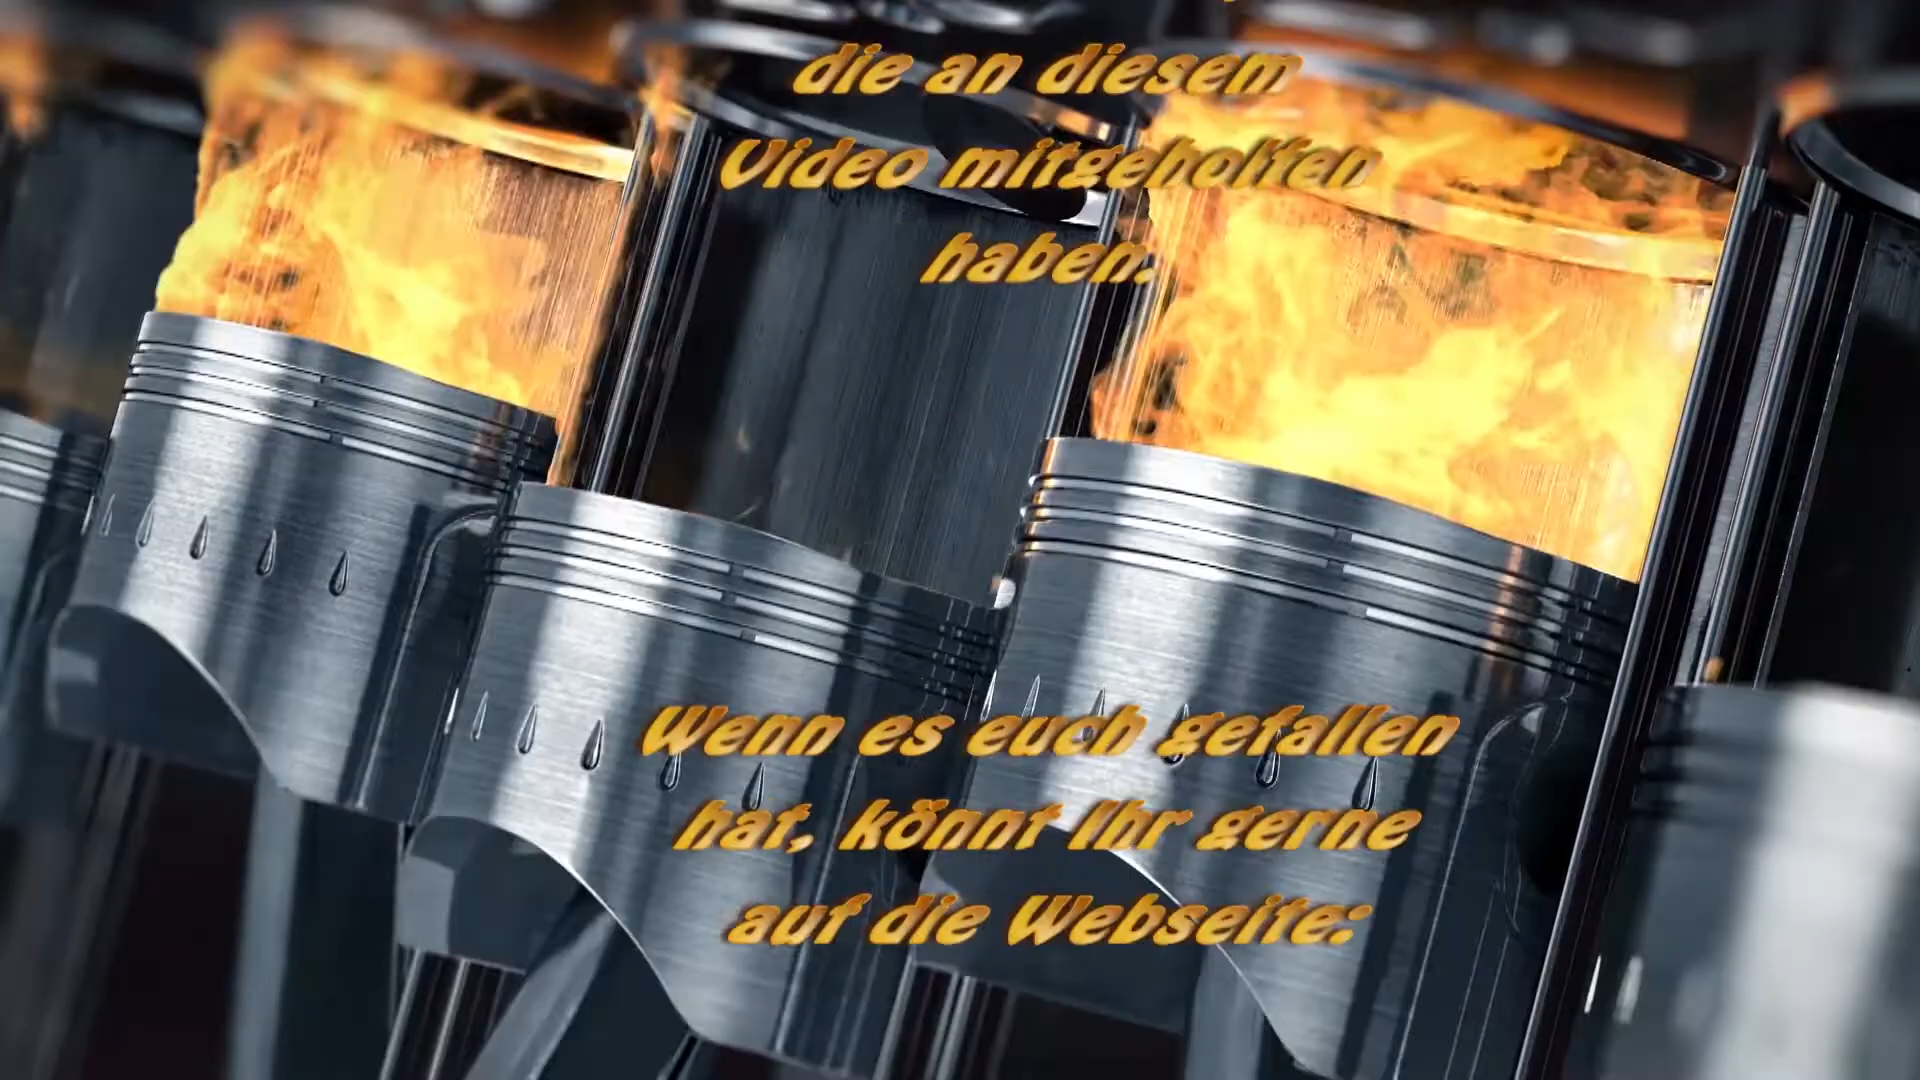 die an diesem
Video mitgeholfen
haben.
Wenn es euch gefallen
hat, könnt Ihr gerne
auf die Webseite: